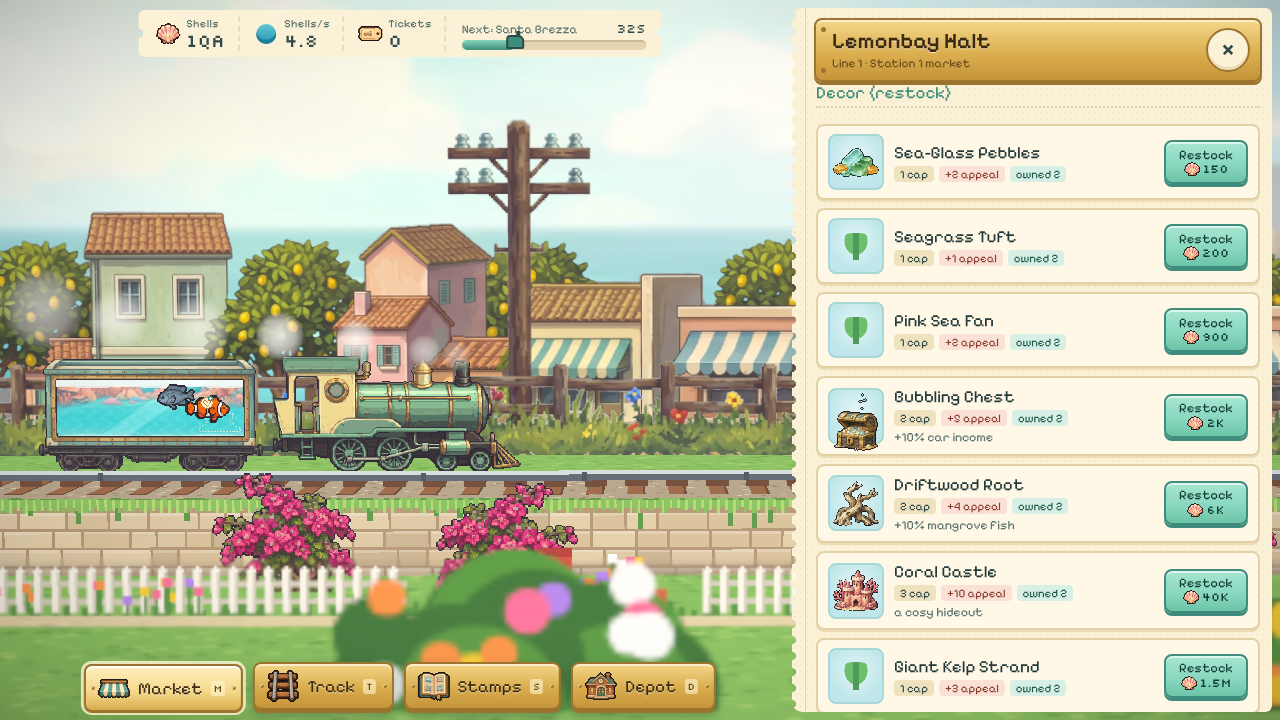 Shells
1QA
Shells/s
4.8
Tickets
0
Next: Santa Grezza
32S
Lemonbay Halt
Line 1 · Station 1 market
Decor (restock)
Sea-Glass Pebbles
1 cap
+2 appeal
owned 2
Restock
150
Seagrass Tuft
1 cap
+1 appeal
owned 2
Restock
200
Pink Sea Fan
1 cap
+2 appeal
owned 2
Restock
900
Bubbling Chest
2 cap
+5 appeal
owned 2
+10% car income
Restock
2K
Driftwood Root
2 cap
+4 appeal
owned 2
+10% mangrove fish
Restock
6K
Coral Castle
3 cap
+10 appeal
owned 2
a cosy hideout
Restock
40K
Giant Kelp Strand
1 cap
+3 appeal
owned 2
Restock
1.5M
Market M
Track T
Stamps S
Depot D